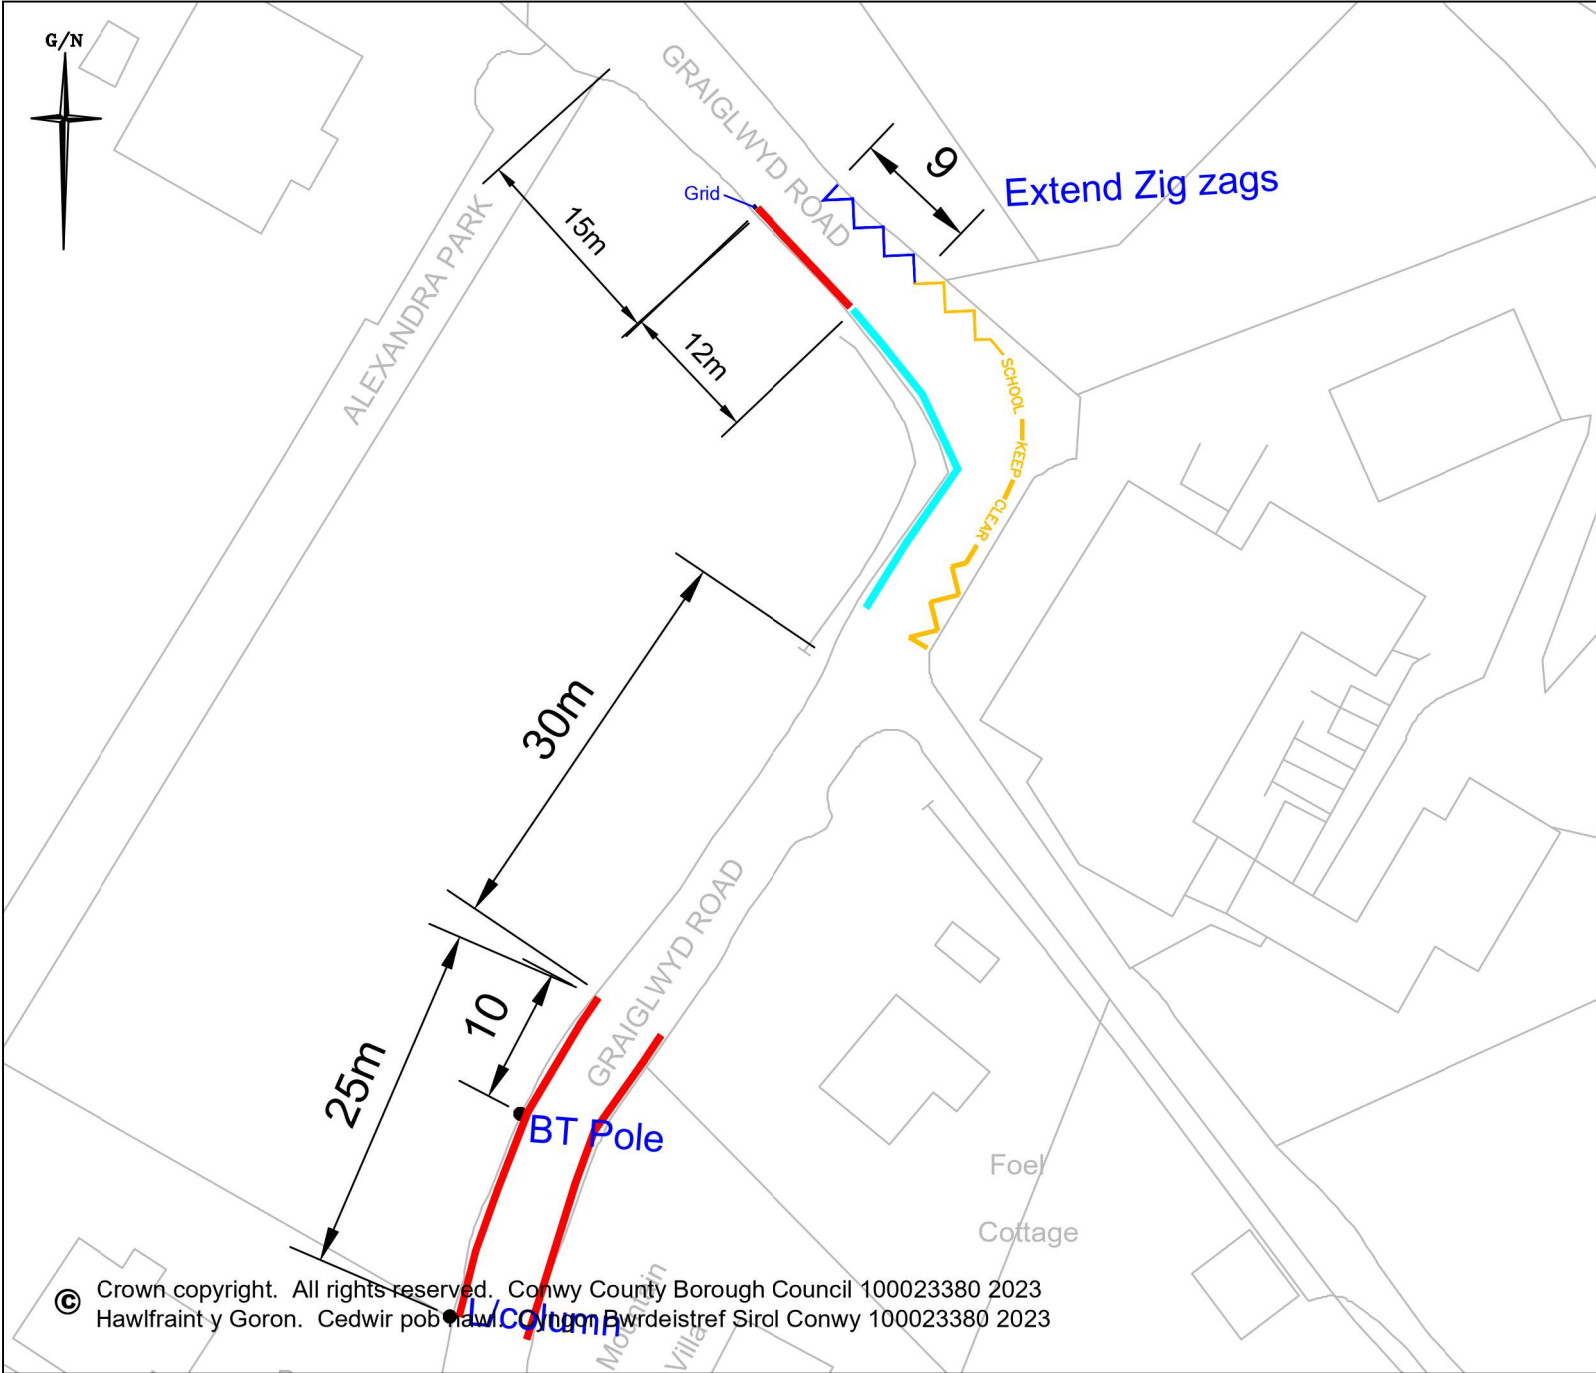 G/N
GRAIGLWYD ROAD
9
Extend Zig zags
Grid
15m
ALEXANDRA PARK
12m
SCHOOL
KEEP
CLEAR
30m
GRAIGLWYD ROAD
10
25m
BT Pole
Foel
Cottage
© Crown copyright. All rights reserved. Conwy County Borough Council 100023380 2023
Hawlfraint y Goron. Cedwir pob hawl. Cyngor Bwrdeistref Sirol Conwy 100023380 2023
L/column
Mountain
Villa